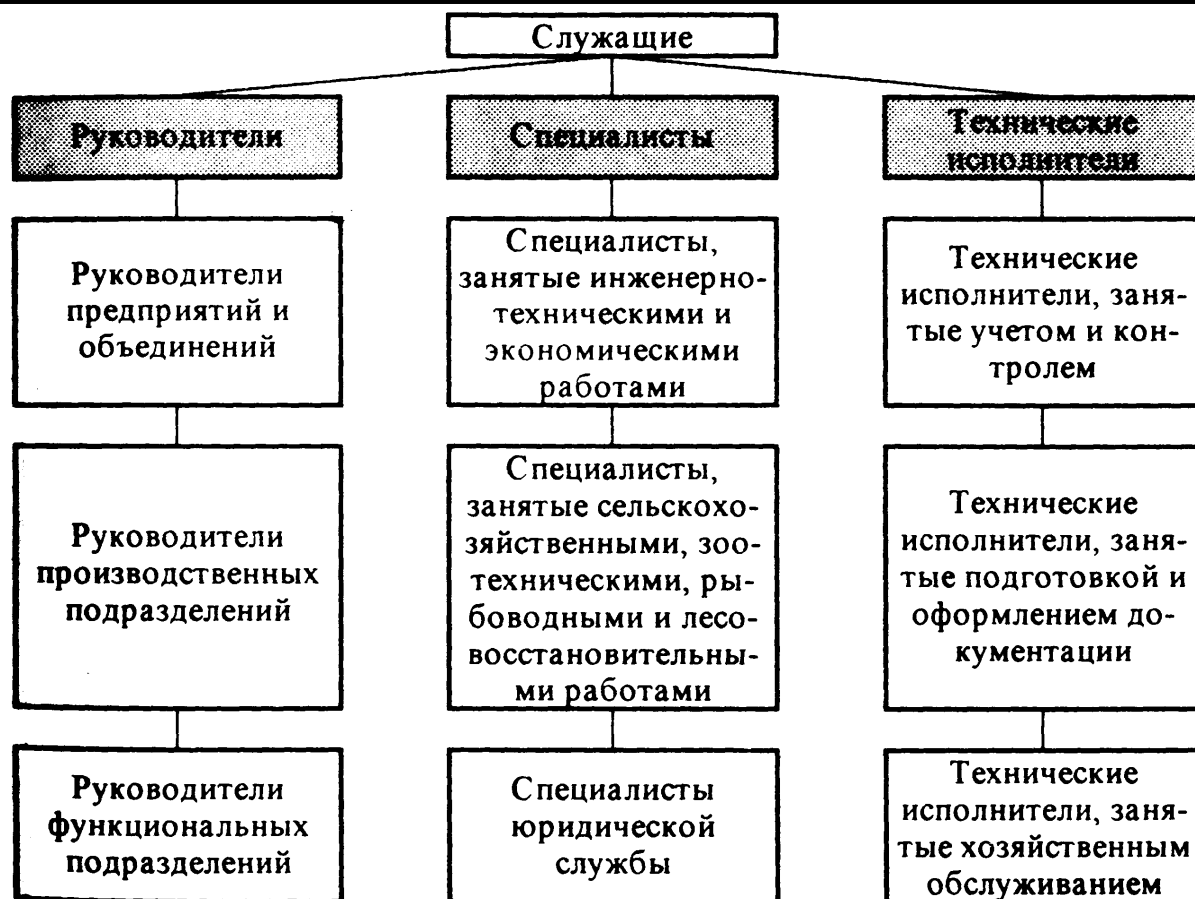 Служащие
Руководители
Специалисты
Технические
исполнители
Руководители
предприятий и
объединений
Специалисты,
занятые инженерно-
техническими и
экономическими
работами
Технические
исполнители, заня-
тые учетом и кон-
тролем
Руководители
производственных
подразделений
Специалисты,
занятые сельскохо-
зяйственными, зоо-
техническими, ры-
боводными и лесо-
восстановительны-
ми работами
Технические
исполнители, заня-
тые подготовкой и
оформлением до-
кументации
Руководители
функциональных
подразделений
Специалисты
юридической
службы
Технические
исполнители, заня-
тые хозяйственным
обслуживанием